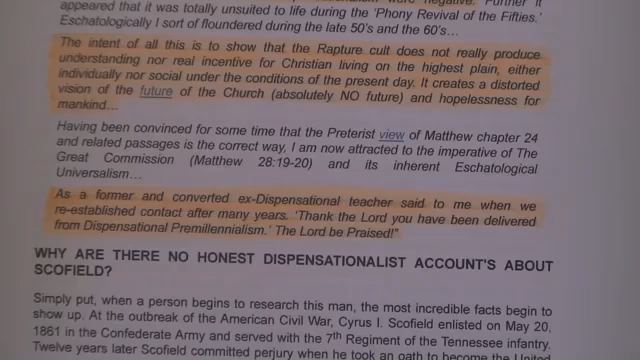 appeared that it was totally unsuited to life during the 'Phony Revival of the Fifties.'
Eschatologically I sort of floundered during the late 50's and the 60's…
The intent of all this is to show that the Rapture cult does not really produce
understanding nor real incentive for Christian living on the highest plain, either
individually nor social under the conditions of the present day. It creates a distorted
vision of the future of the Church (absolutely NO future) and hopelessness for
mankind…
Having been convinced for some time that the Preterist view of Matthew chapter 24
and related passages is the correct way, I am now attracted to the imperative of The
Great Commission (Matthew 28:19-20) and its inherent Eschatological
Universalism…
As a former and converted ex-Dispensational teacher said to me when we
re-established contact after many years. 'Thank the Lord you have been delivered
from Dispensational Premillennialism.' The Lord be Praised!"
WHY ARE THERE NO HONEST DISPENSATIONALIST ACCOUNT'S ABOUT
SCOFIELD?
Simply put, when a person begins to research this man, the most incredible facts begin to
show up. At the outbreak of the American Civil War, Cyrus I. Scofield enlisted on May 20,
1861 in the Confederate Army and served with the 7th Regiment of the Tennessee infantry.
Twelve years later Scofield committed perjury when he took an oath to become the United